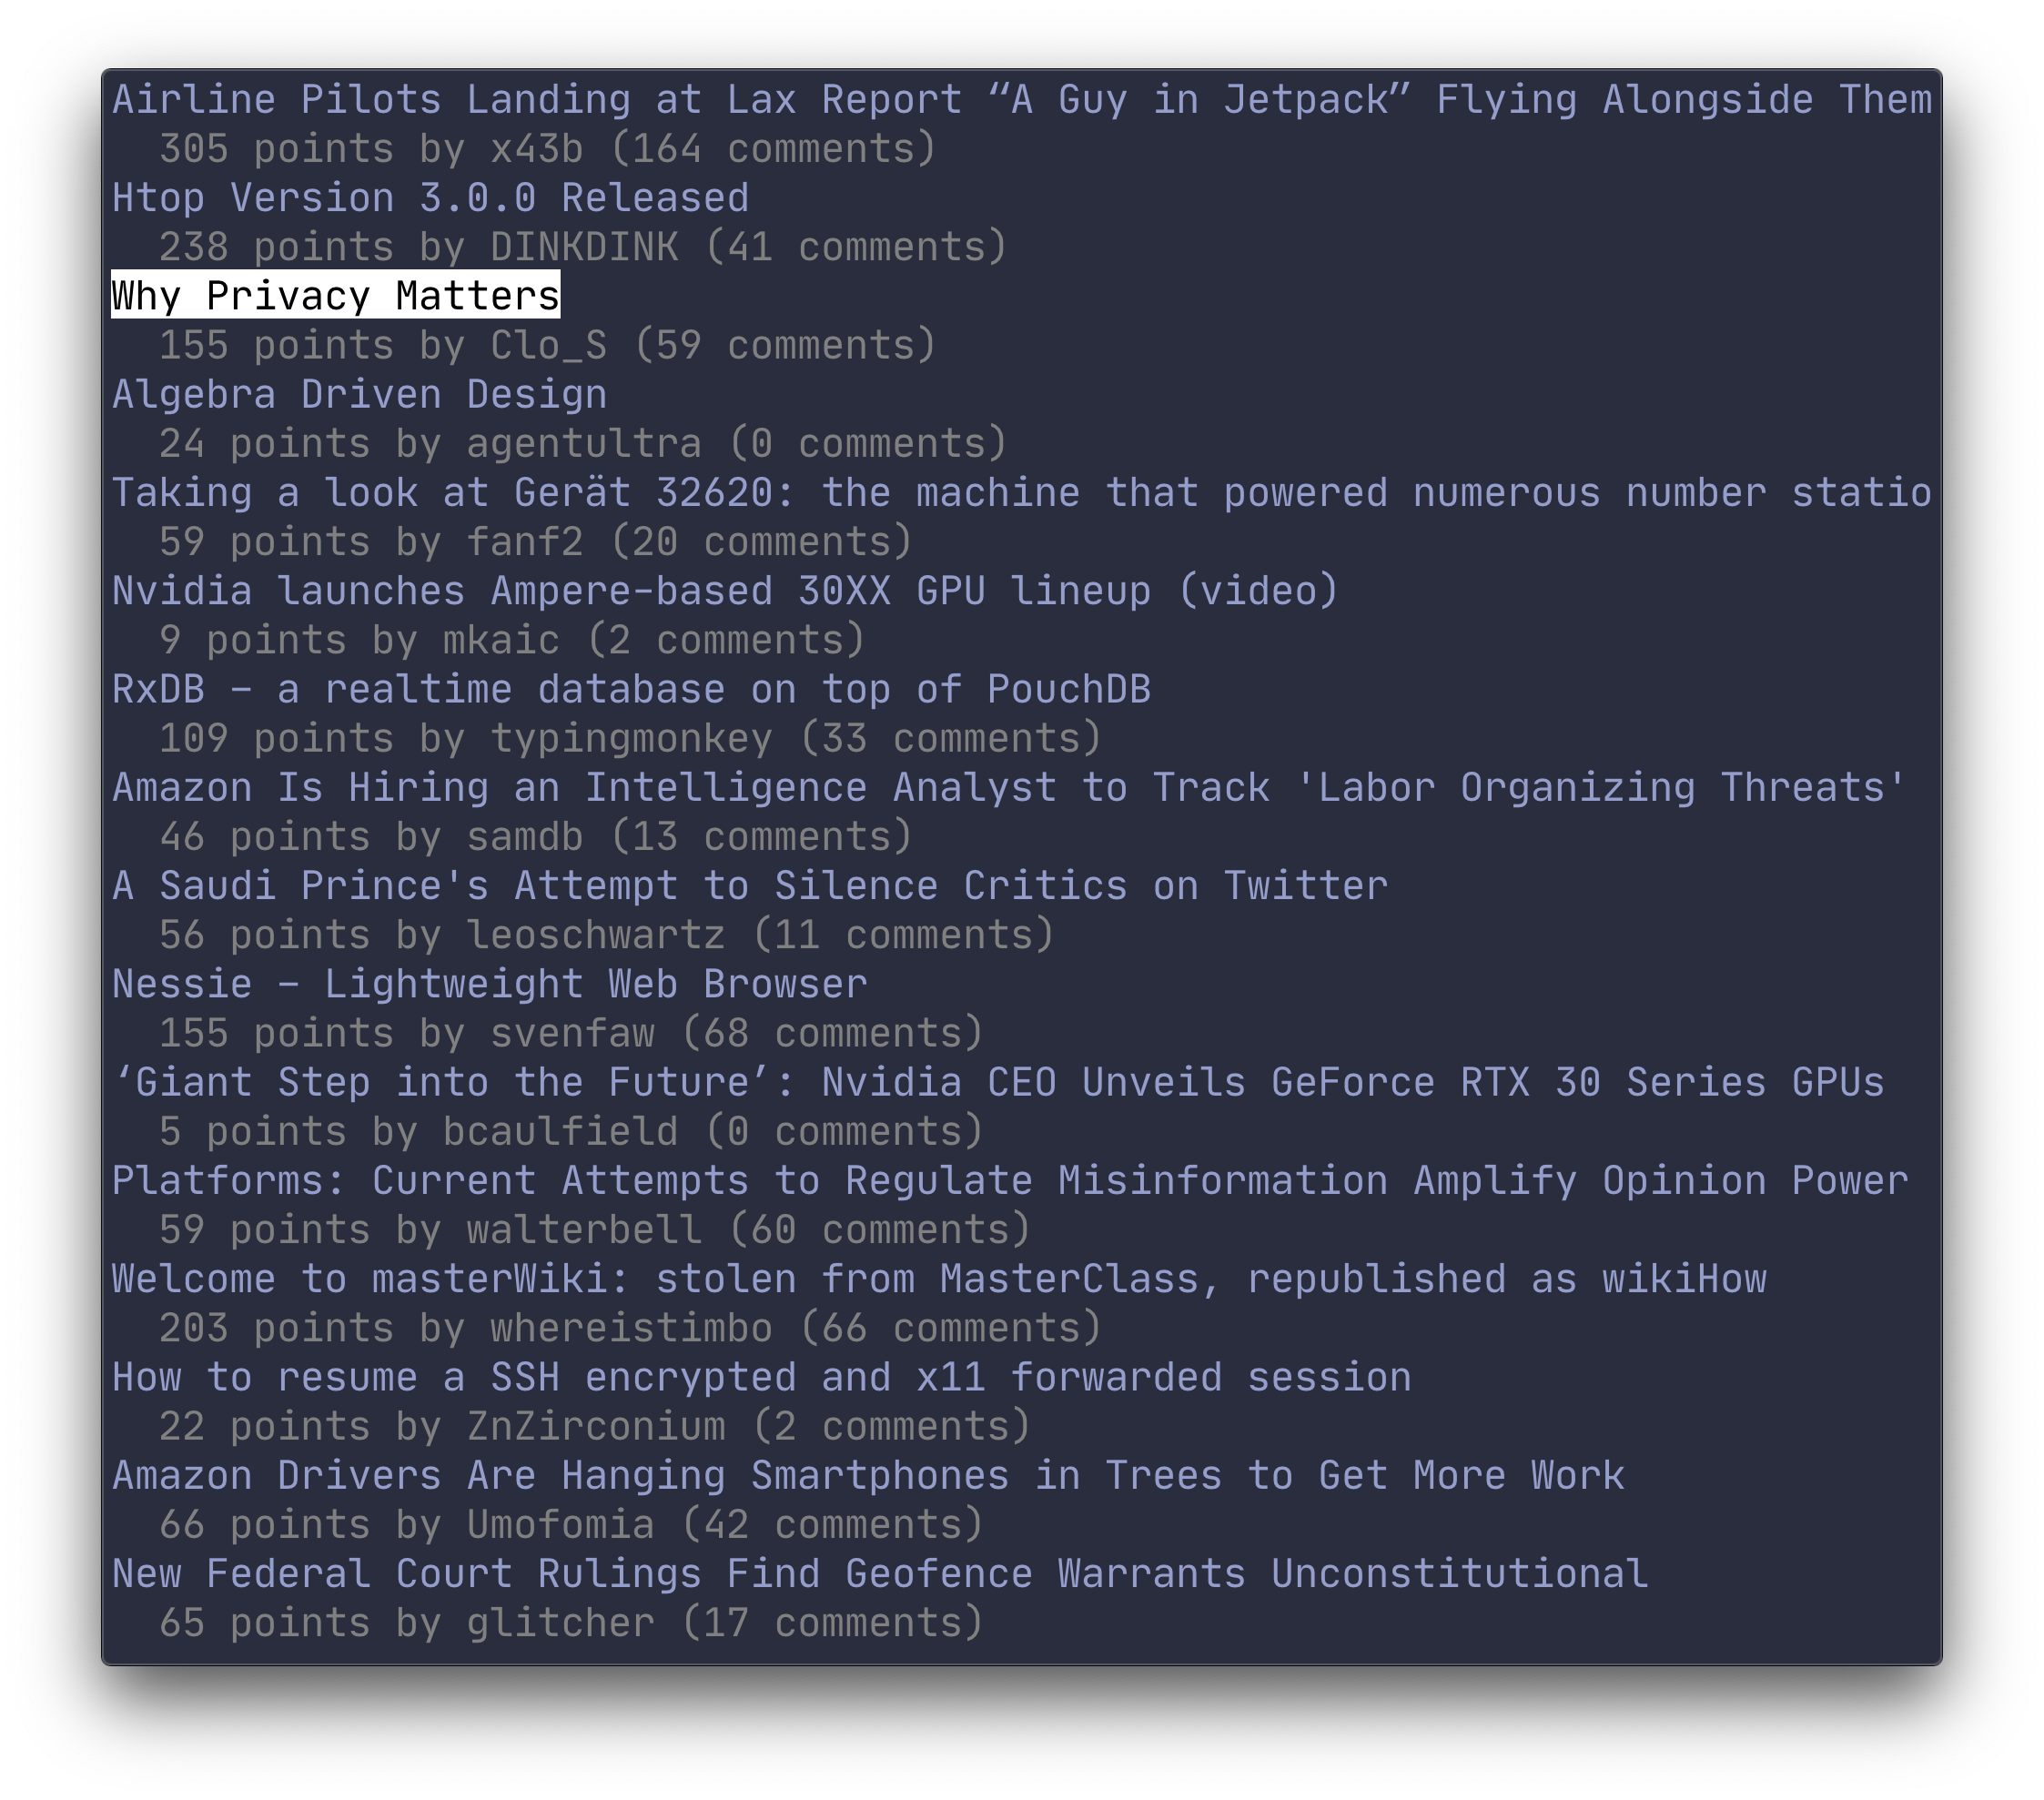 Airline Pilots Landing at Lax Report “A Guy in Jetpack” Flying Alongside Them
305 points by x43b (164 comments)
Htop Version 3.0.0 Released
238 points by DINKDINK (41 comments)
Why Privacy Matters
155 points by Clo_S (59 comments)
Algebra Driven Design
24 points by agentultra (0 comments)
Taking a look at Gerät 32620: the machine that powered numerous number statio
59 points by fanf2 (20 comments)
Nvidia launches Ampere-based 30XX GPU lineup (video)
9 points by mkaic (2 comments)
RxDB – a realtime database on top of PouchDB
109 points by typingmonkey (33 comments)
Amazon Is Hiring an Intelligence Analyst to Track 'Labor Organizing Threats'
46 points by samdb (13 comments)
A Saudi Prince's Attempt to Silence Critics on Twitter
56 points by leoschwartz (11 comments)
Nessie – Lightweight Web Browser
155 points by svenfaw (68 comments)
‘Giant Step into the Future’: Nvidia CEO Unveils GeForce RTX 30 Series GPUs
5 points by bcaulfield (0 comments)
Platforms: Current Attempts to Regulate Misinformation Amplify Opinion Power
59 points by walterbell (60 comments)
Welcome to masterWiki: stolen from MasterClass, republished as wikiHow
203 points by whereistimbo (66 comments)
How to resume a SSH encrypted and x11 forwarded session
22 points by ZnZirconium (2 comments)
Amazon Drivers Are Hanging Smartphones in Trees to Get More Work
66 points by Umofomia (42 comments)
New Federal Court Rulings Find Geofence Warrants Unconstitutional
65 points by glitcher (17 comments)